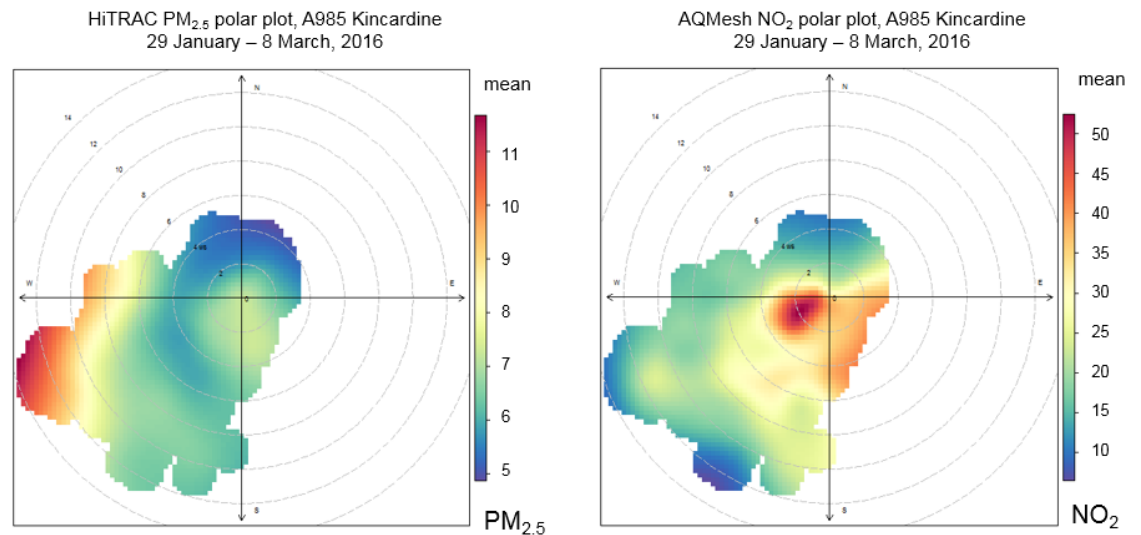 HiTRAC PM2.5 polar plot, A985 Kincardine
29 January – 8 March, 2016
mean
N
14
12
10
8
6
4 ws
2
0
W
E
S
11
10
9
8
7
6
5
PM2.5
AQMesh NO2 polar plot, A985 Kincardine
29 January – 8 March, 2016
mean
N
14
12
10
8
6
4 ws
2
0
W
E
S
50
45
40
35
30
25
20
15
10
NO2